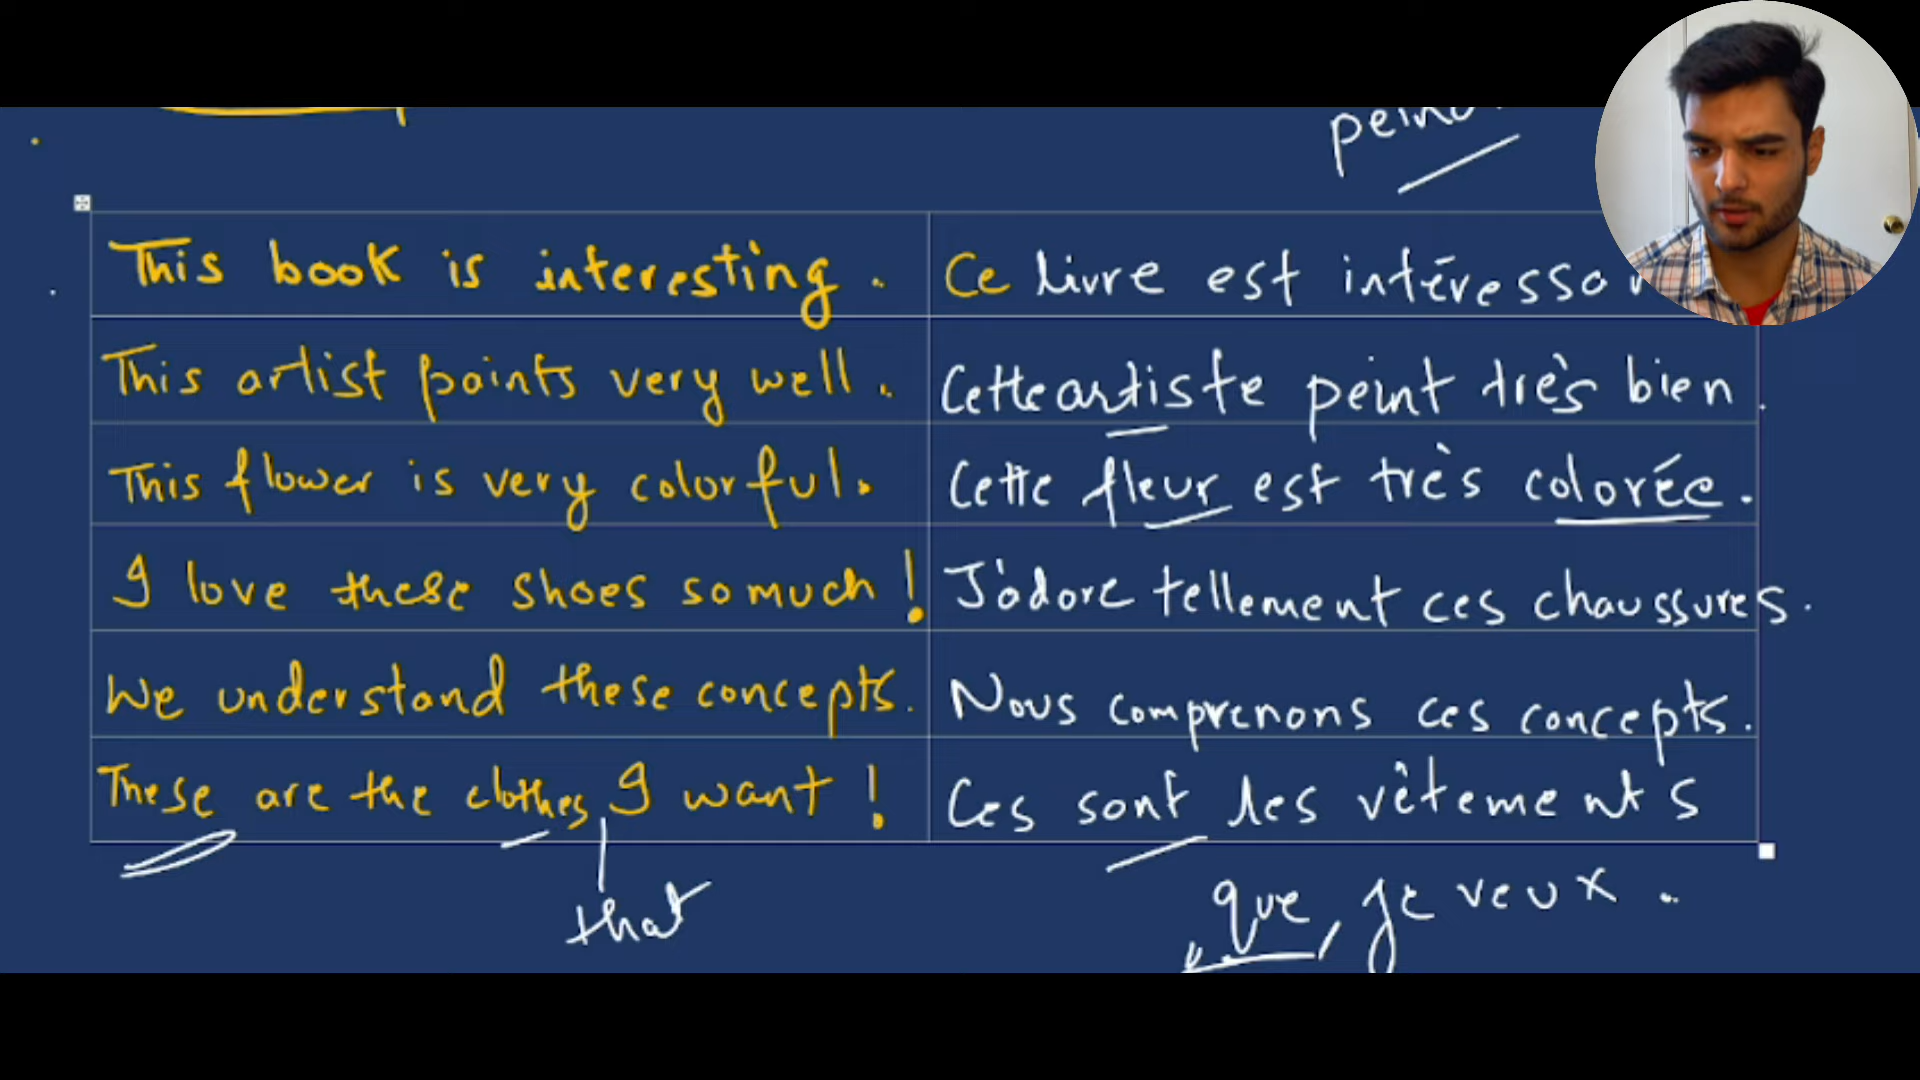 This book is interesting. Ce livre est
This artist paints very well. Cette artiste peint très bien.
This flower is very colorful. Cette fleur est très colorée.
I love these shoes so much! J'adore tellement ces chaussures.
We understand these concepts. Nous comprenons ces concepts.
These are the clothes I want! Ces sont les vêtements
that que, je veux.